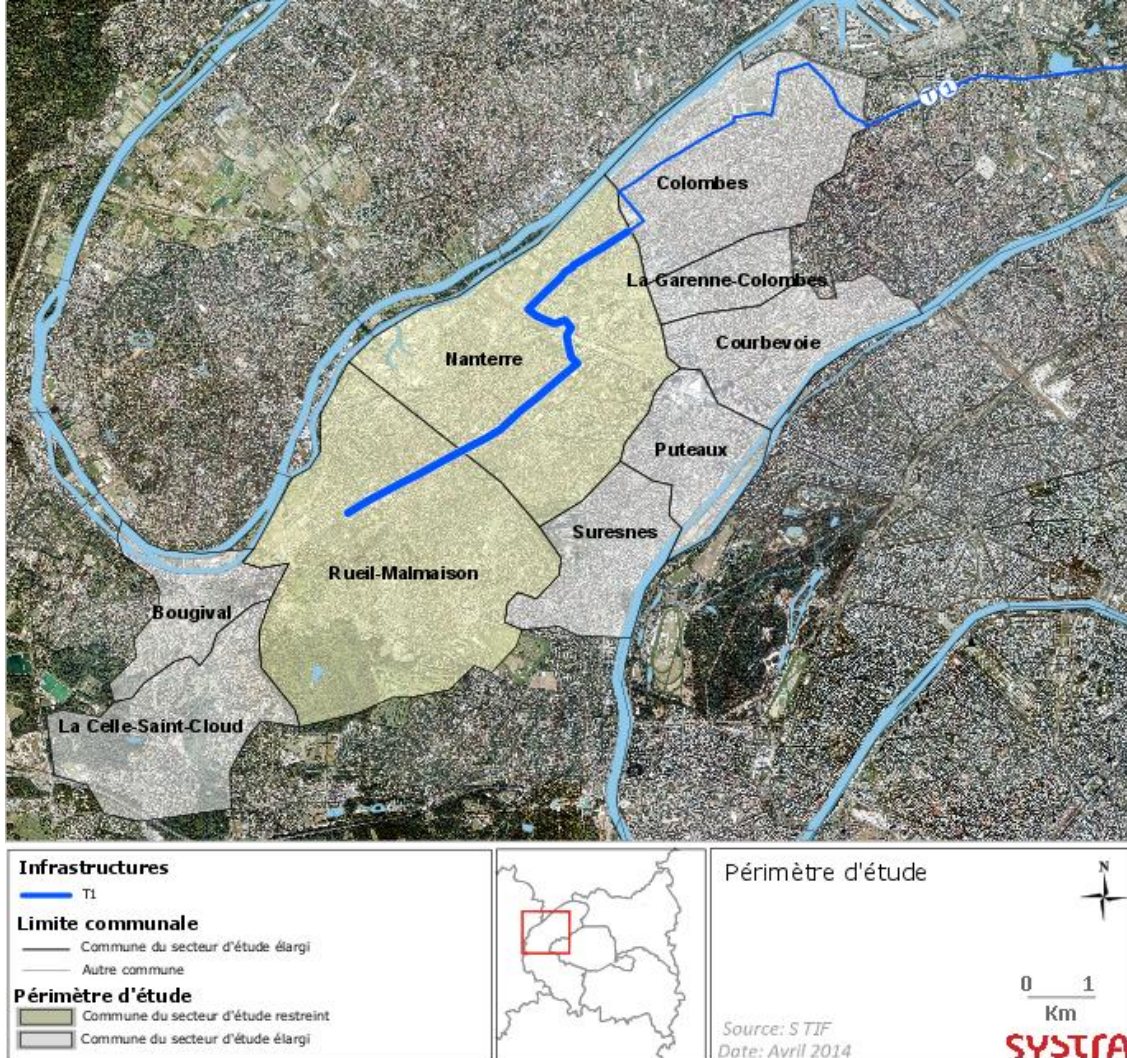 T 1
Colombes
La-Garenne-Colombes
Courbevoie
Nanterre
Puteaux
Suresnes
Rueil-Malmaison
Bougival
La Celle-Saint-Cloud
Infrastructures
T1
Limite communale
Commune du secteur d'étude élargi
Autre commune
Périmètre d'étude
Commune du secteur d'étude restreint
Commune du secteur d'étude élargi
Périmètre d'étude
N
0 1
Km
Source: STIF
Date: Avril 2014
SYSTRA